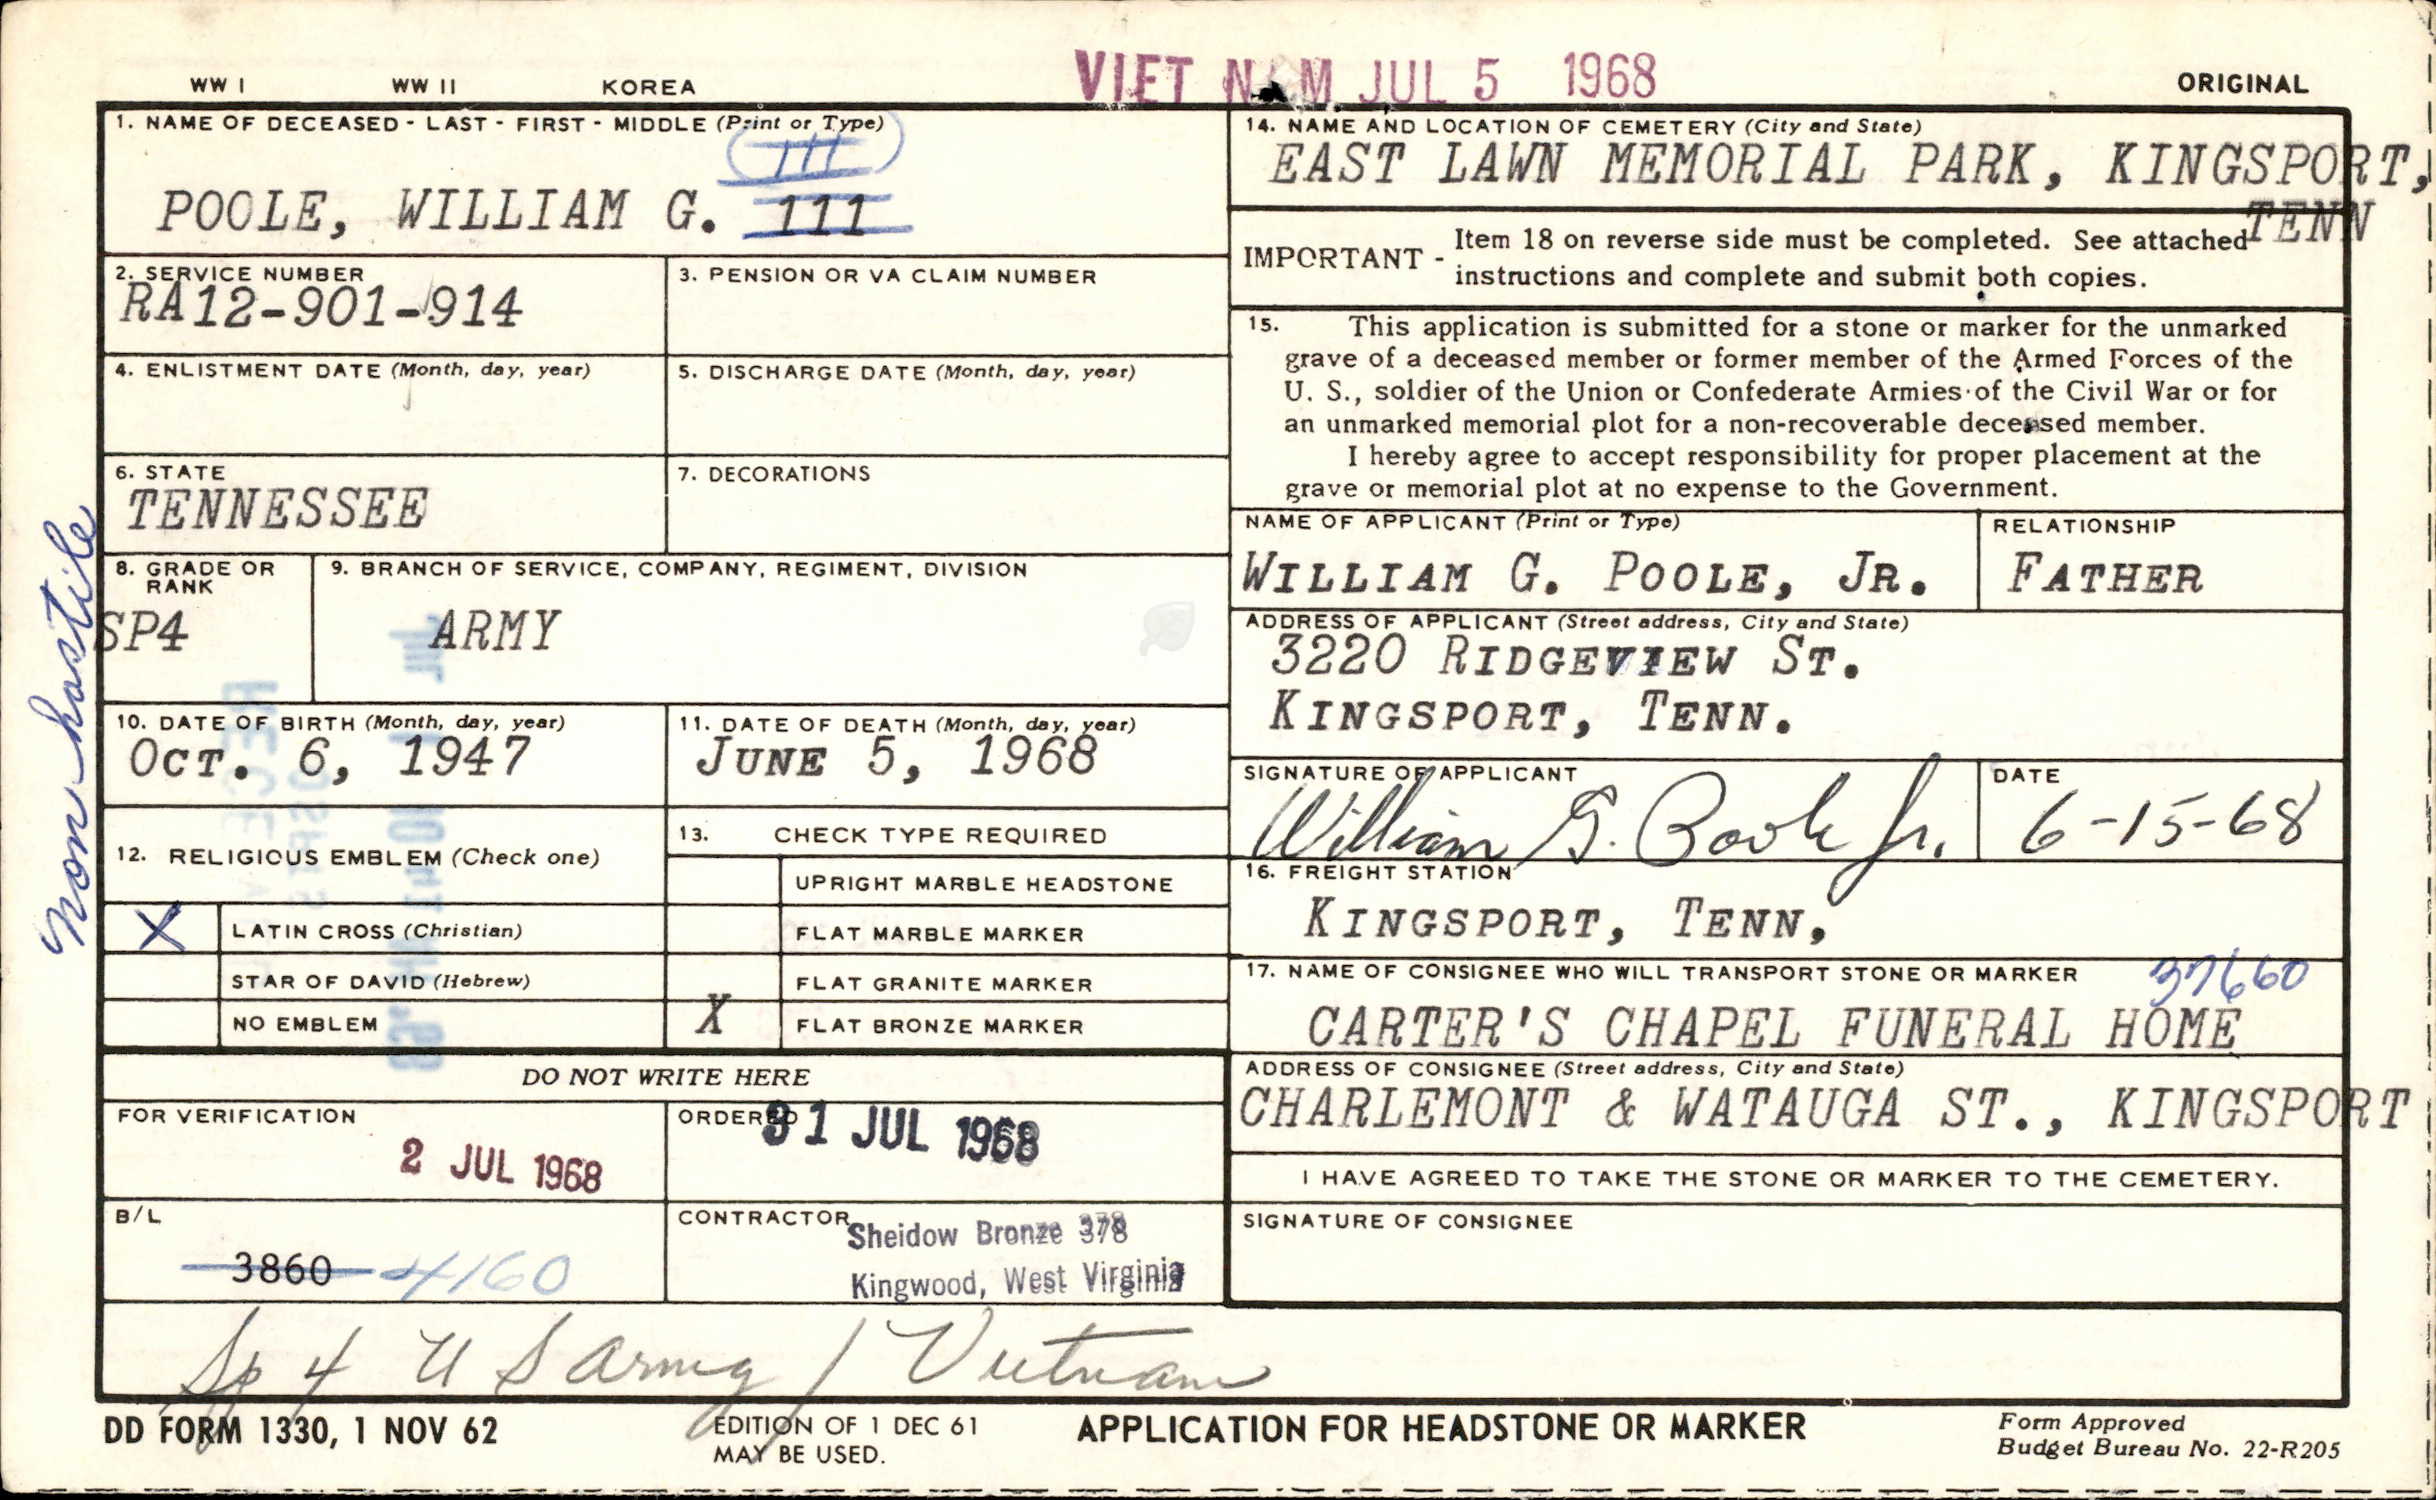 WW I WW II KOREA VIET NAM JUL 5 1968 ORIGINAL
1. NAME OF DECEASED - LAST - FIRST - MIDDLE (Print or Type)
III
POOLE, WILLIAM G. 111
2. SERVICE NUMBER
RA12-901-914
3. PENSION OR VA CLAIM NUMBER
4. ENLISTMENT DATE (Month, day, year)
5. DISCHARGE DATE (Month, day, year)
6. STATE
TENNESSEE
7. DECORATIONS
Non hostile
8. GRADE OR RANK
SP4
9. BRANCH OF SERVICE, COMPANY, REGIMENT, DIVISION
ARMY
10. DATE OF BIRTH (Month, day, year)
OCT. 6, 1947
11. DATE OF DEATH (Month, day, year)
JUNE 5, 1968
12. RELIGIOUS EMBLEM (Check one)
X LATIN CROSS (Christian)
STAR OF DAVID (Hebrew)
NO EMBLEM
13. CHECK TYPE REQUIRED
UPRIGHT MARBLE HEADSTONE
FLAT MARBLE MARKER
FLAT GRANITE MARKER
X FLAT BRONZE MARKER
DO NOT WRITE HERE
FOR VERIFICATION
2 JUL 1968
ORDERED
31 JUL 1968
B/L
3860 4160
CONTRACTOR
Sheidow Bronze 378
Kingwood, West Virginia
Sp 4 U S Army / Vietnam
14. NAME AND LOCATION OF CEMETERY (City and State)
EAST LAWN MEMORIAL PARK, KINGSPORT,
TENN
IMPORTANT - Item 18 on reverse side must be completed. See attached
instructions and complete and submit both copies.
15. This application is submitted for a stone or marker for the unmarked
grave of a deceased member or former member of the Armed Forces of the
U. S., soldier of the Union or Confederate Armies of the Civil War or for
an unmarked memorial plot for a non-recoverable deceased member.
I hereby agree to accept responsibility for proper placement at the
grave or memorial plot at no expense to the Government.
NAME OF APPLICANT (Print or Type)
WILLIAM G. POOLE, JR.
RELATIONSHIP
FATHER
ADDRESS OF APPLICANT (Street address, City and State)
3220 RIDGEVIEW ST.
KINGSPORT, TENN.
SIGNATURE OF APPLICANT
William G. Poole Jr.
DATE
6-15-68
16. FREIGHT STATION
KINGSPORT, TENN,
17. NAME OF CONSIGNEE WHO WILL TRANSPORT STONE OR MARKER
37660
CARTER'S CHAPEL FUNERAL HOME
ADDRESS OF CONSIGNEE (Street address, City and State)
CHARLEMONT & WATAUGA ST., KINGSPORT
I HAVE AGREED TO TAKE THE STONE OR MARKER TO THE CEMETERY.
SIGNATURE OF CONSIGNEE
DD FORM 1330, 1 NOV 62
EDITION OF 1 DEC 61
MAY BE USED.
APPLICATION FOR HEADSTONE OR MARKER
Form Approved
Budget Bureau No. 22-R205